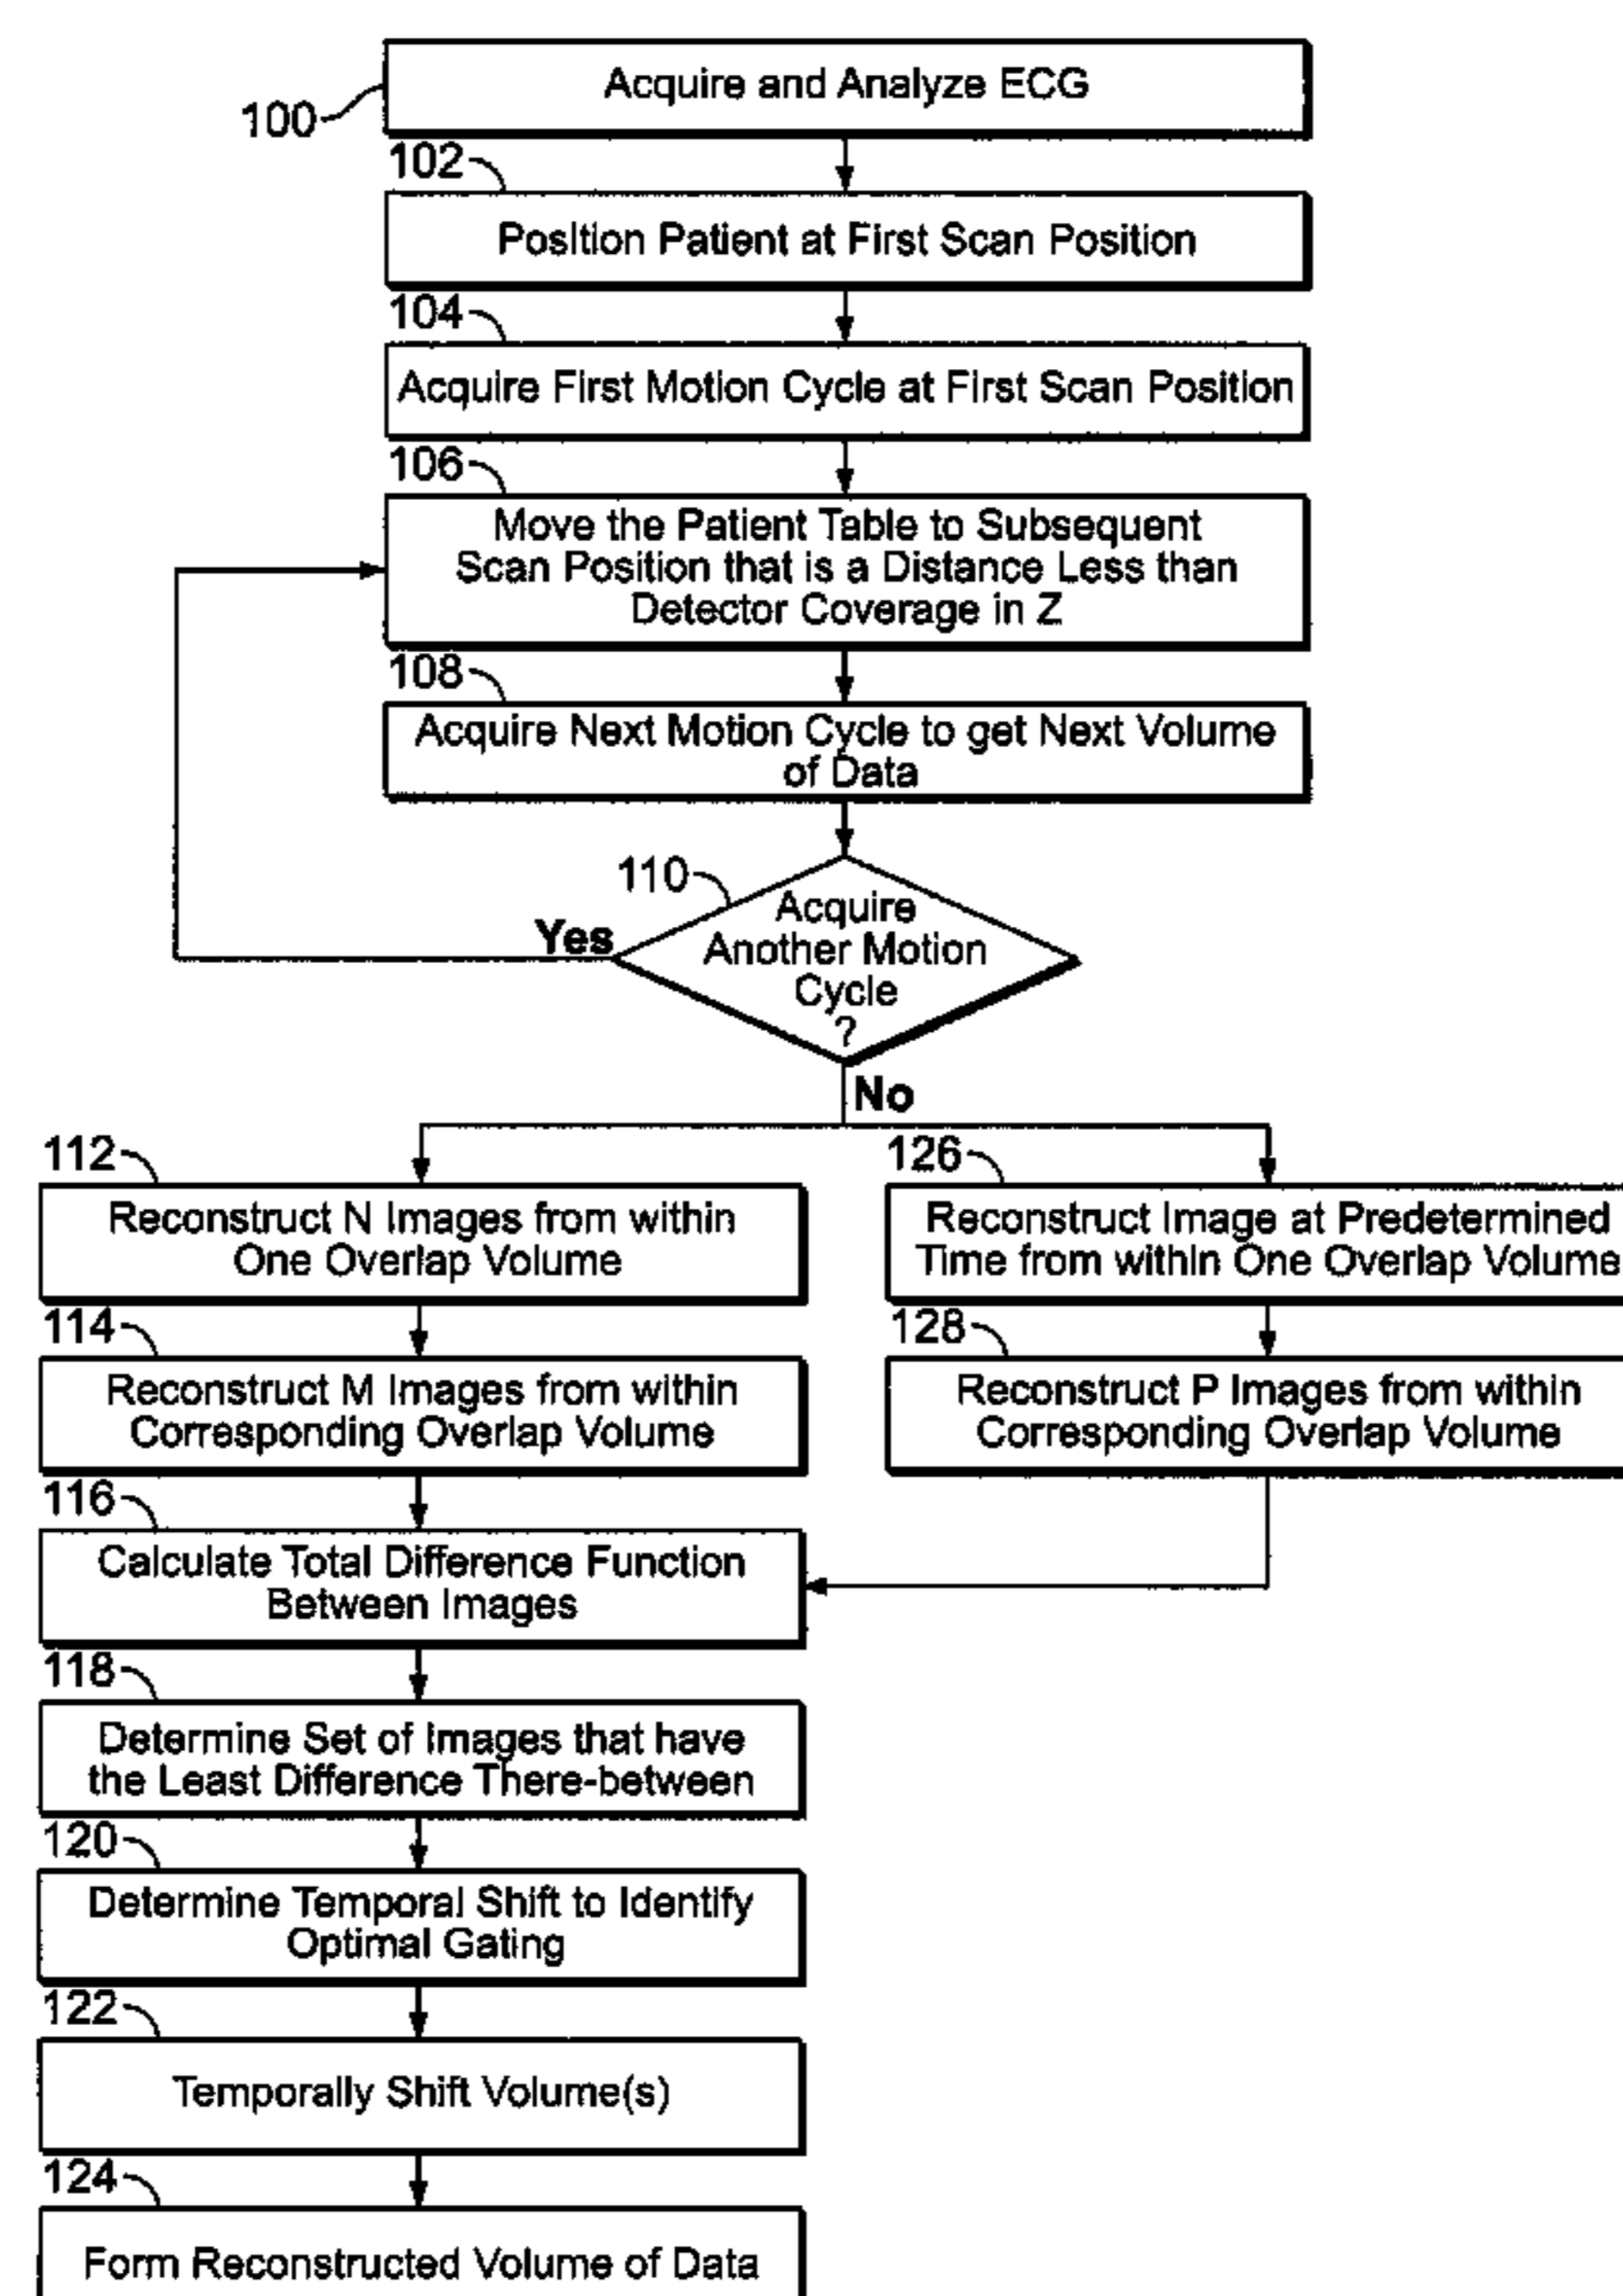 100
Acquire and Analyze ECG
102
Position Patient at First Scan Position
104
Acquire First Motion Cycle at First Scan Position
106
Move the Patient Table to Subsequent
Scan Position that is a Distance Less than
Detector Coverage in Z
108
Acquire Next Motion Cycle to get Next Volume
of Data
110
Acquire
Another Motion
Cycle
?
Yes
No
112
Reconstruct N Images from within
One Overlap Volume
114
Reconstruct M Images from within
Corresponding Overlap Volume
126
Reconstruct Image at Predetermined
Time from within One Overlap Volume
128
Reconstruct P Images from within
Corresponding Overlap Volume
116
Calculate Total Difference Function
Between Images
118
Determine Set of Images that have
the Least Difference There-between
120
Determine Temporal Shift to Identify
Optimal Gating
122
Temporally Shift Volume(s)
124
Form Reconstructed Volume of Data